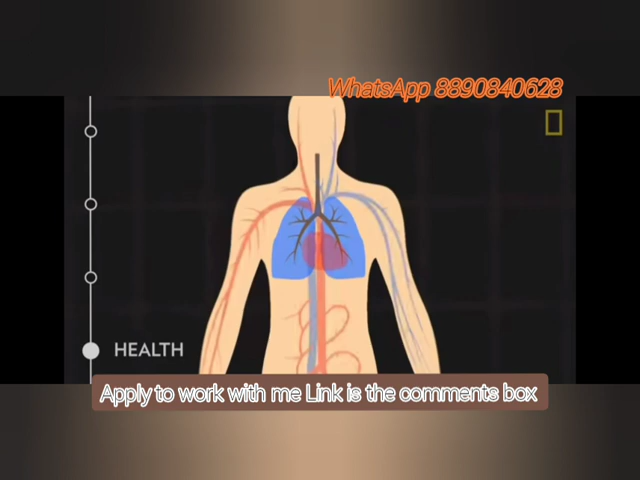 WhatsApp 8890840628
HEALTH
Apply to work with me Link is the comments box